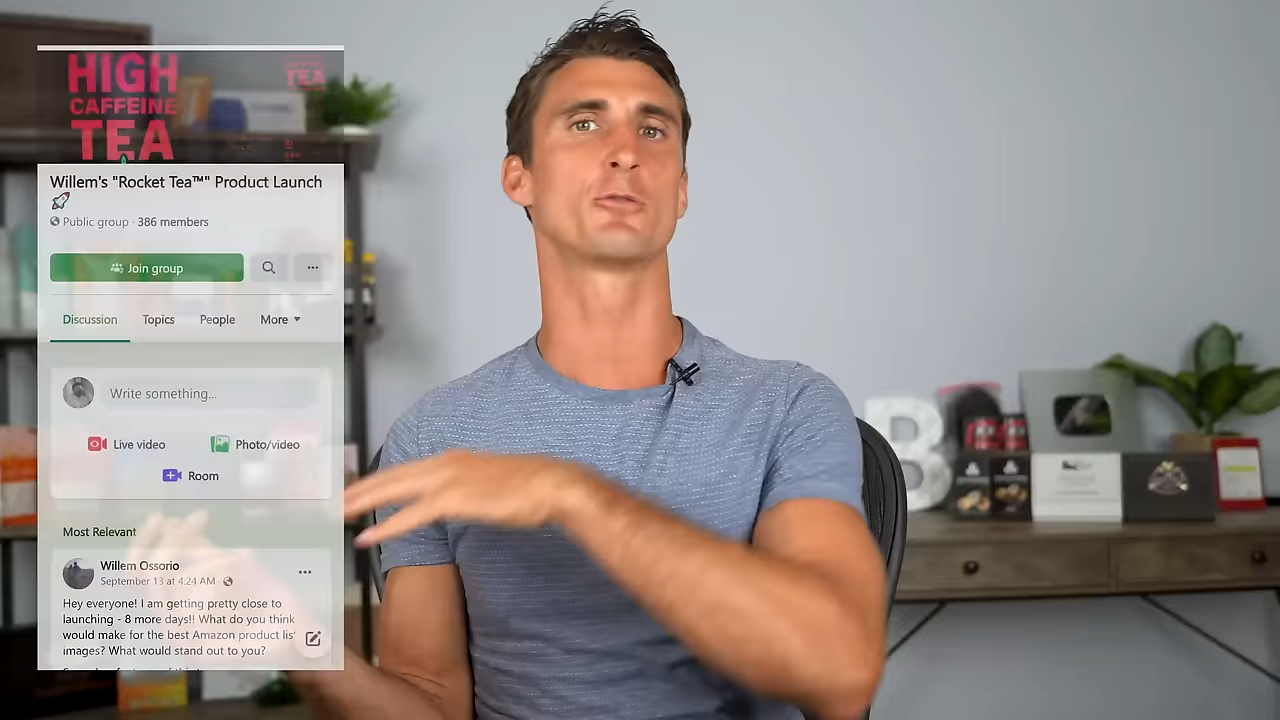 HIGH
CAFFEINE
TEA
TEA
Willem's "Rocket Tea™" Product Launch
🚀
Public group · 386 members
Join group
Discussion
Topics
People
More
Write something...
Live video
Photo/video
Room
Most Relevant
Willem Ossorio
September 13 at 4:24 AM ·
Hey everyone! I am getting pretty close to
launching - 8 more days!! What do you think
would make for the best Amazon product lis
images? What would stand out to you?
B